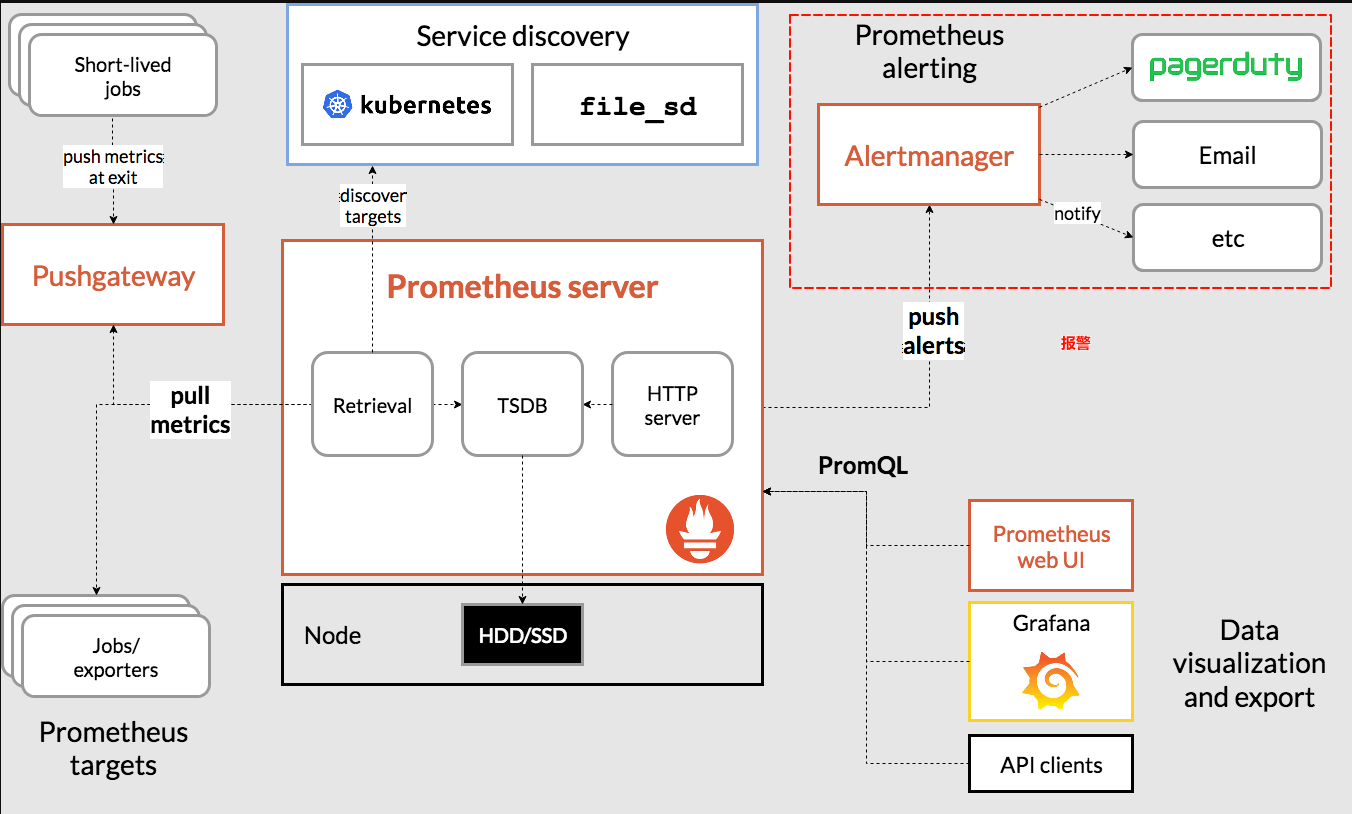 Short-lived
jobs
push metrics
at exit
Pushgateway
Service discovery
kubernetes
file_sd
discover
targets
Prometheus
alerting
Alertmanager
pagerduty
Email
notify
etc
Prometheus server
Retrieval
TSDB
HTTP
server
pull
metrics
push
alerts
报警
PromQL
Node
HDD/SSD
Jobs/
exporters
Prometheus
targets
Prometheus
web UI
Grafana
API clients
Data
visualization
and export